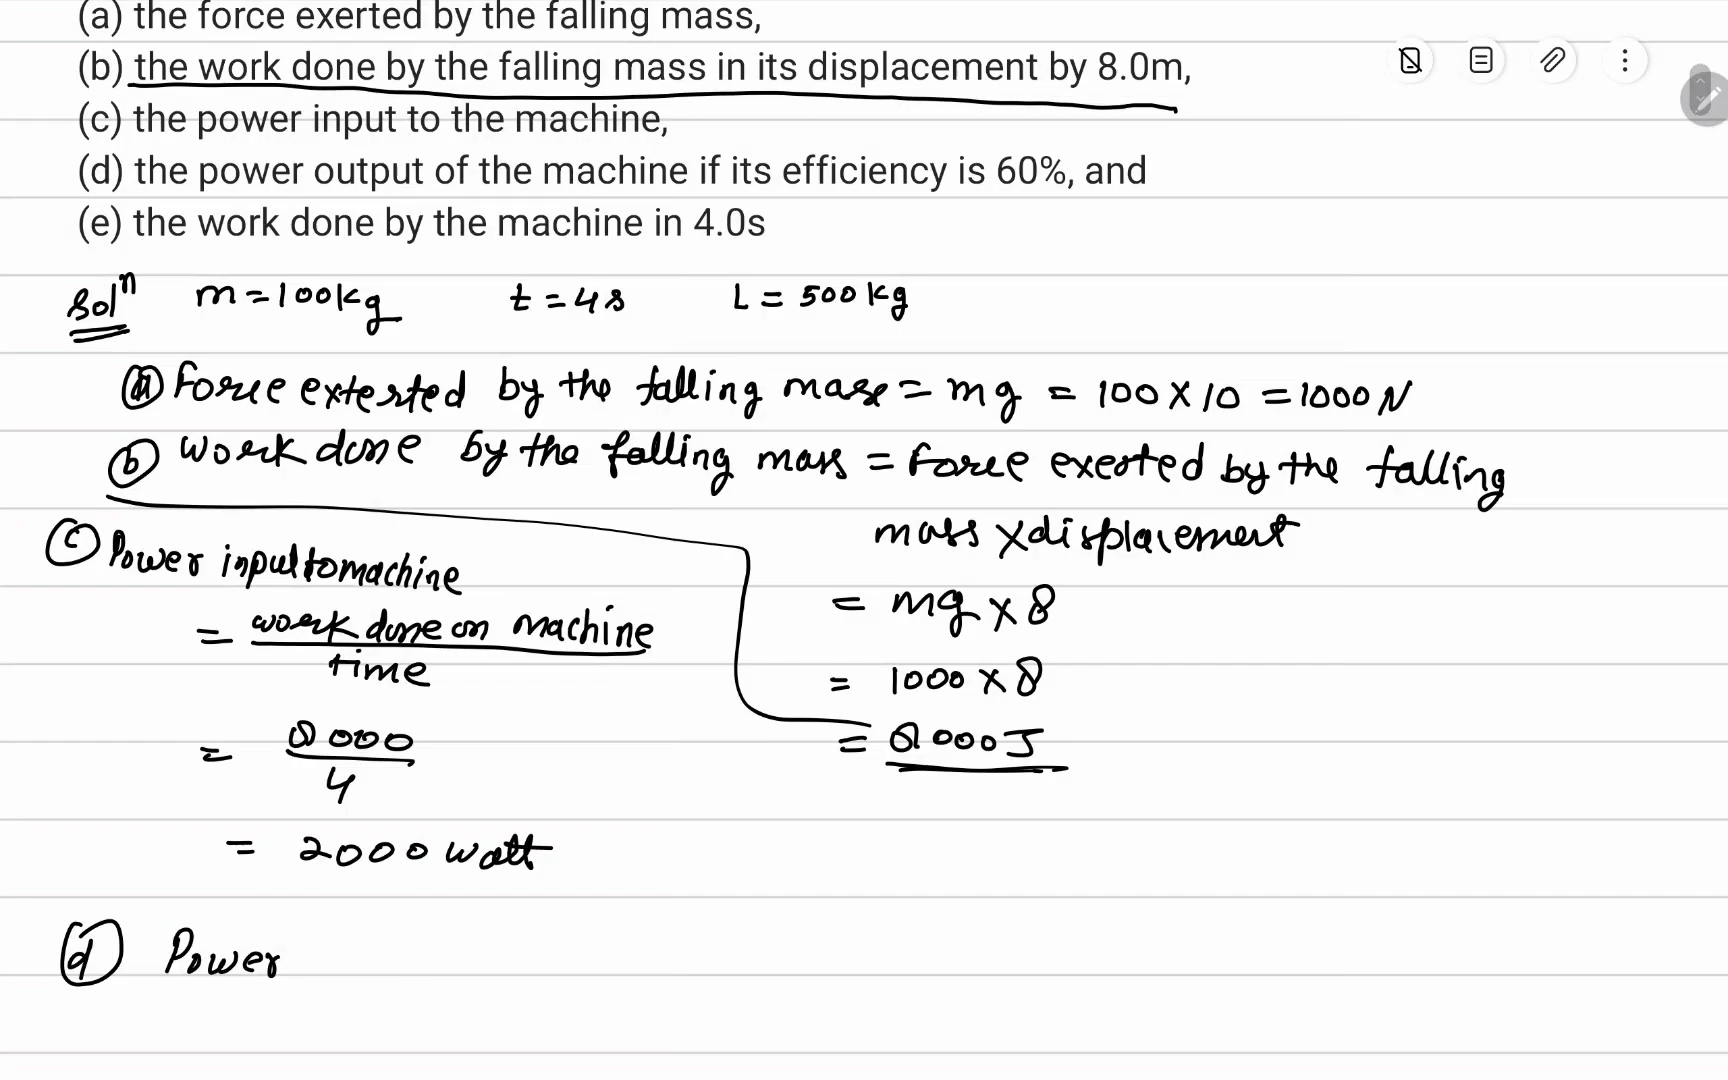 (a) the force exerted by the falling mass,
(b) the work done by the falling mass in its displacement by 8.0m,
(c) the power input to the machine,
(d) the power output of the machine if its efficiency is 60%, and
(e) the work done by the machine in 4.0s
Solⁿ m=100kg t=4s L=500kg
(a) Force exterted by the falling mass = mg = 100 × 10 = 1000 N
(b) work done by the falling mass = force exerted by the falling
mass × displacement
= mg × 8
= 1000 × 8
= 8000 J
(c) Power input to machine
= work done on machine
time
= 8000
4
= 2000 watt
(d) Power